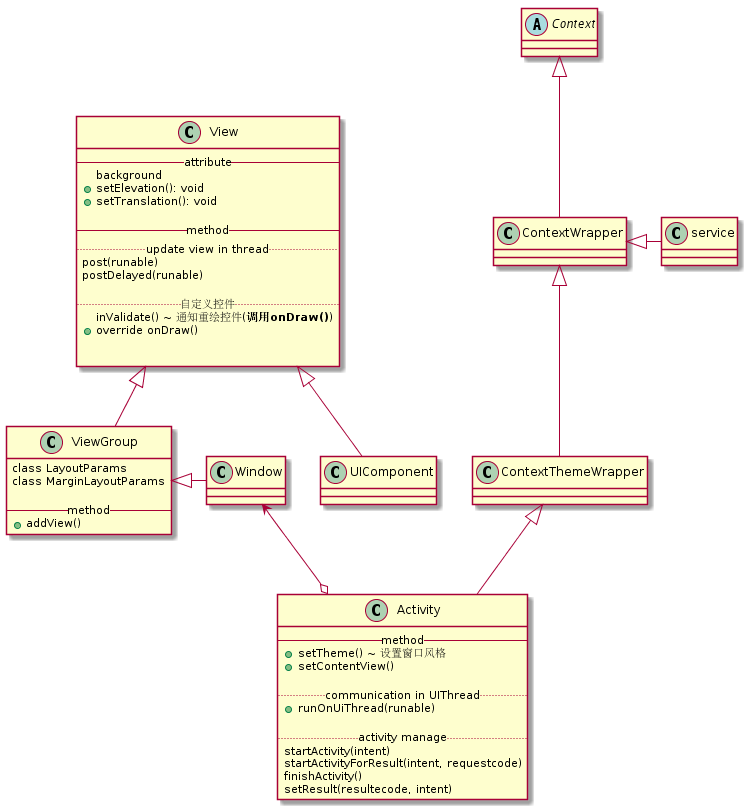 A Context
C View
attribute
background
setElevation(): void
setTranslation(): void
method
update view in thread
post(runable)
postDelayed(runable)
自定义控件
inValidate() ~ 通知重绘控件(调用onDraw())
override onDraw()
C ContextWrapper
C service
C ViewGroup
class LayoutParams
class MarginLayoutParams
method
addView()
C Window
C UIComponent
C ContextThemeWrapper
C Activity
method
setTheme() ~ 设置窗口风格
setContentView()
communication in UIThread
runOnUiThread(runable)
activity manage
startActivity(intent)
startActivityForResult(intent, requestcode)
finishActivity()
setResult(resultecode, intent)